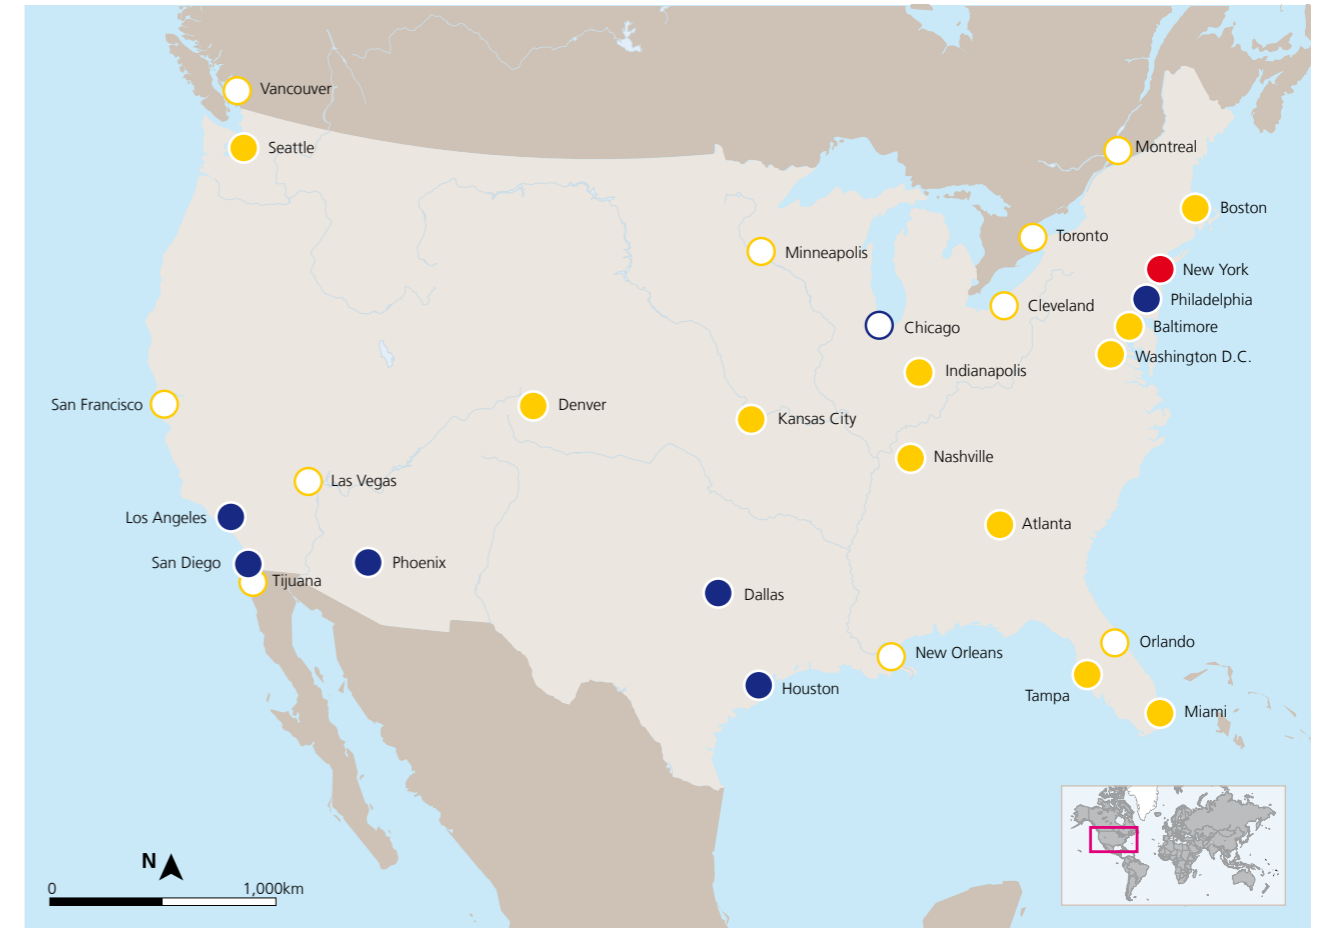 Vancouver
Seattle
Montreal
Boston
Toronto
Minneapolis
New York
Philadelphia
Cleveland
Baltimore
Chicago
Washington D.C.
Indianapolis
San Francisco
Denver
Kansas City
Nashville
Las Vegas
Los Angeles
Atlanta
San Diego
Phoenix
Tijuana
Dallas
Orlando
New Orleans
Houston
Tampa
Miami
N
0 1,000km